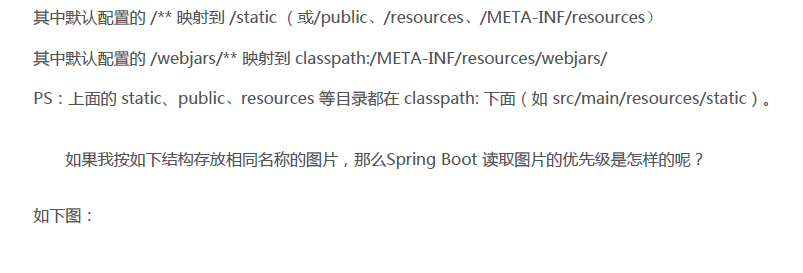 其中默认配置的 /** 映射到 /static （或/public、/resources、/META-INF/resources）
其中默认配置的 /webjars/** 映射到 classpath:/META-INF/resources/webjars/
PS：上面的 static、public、resources 等目录都在 classpath: 下面（如 src/main/resources/static）。
如果我按如下结构存放相同名称的图片，那么Spring Boot 读取图片的优先级是怎样的呢？
如下图：